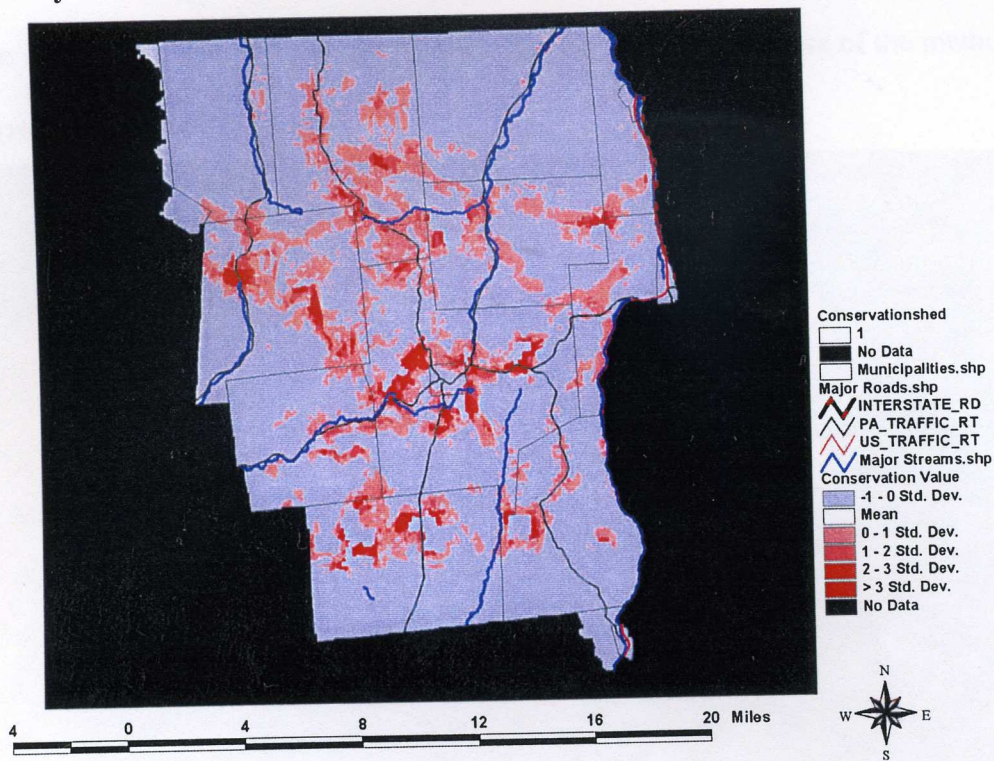 Conservationshed
1
No Data
Municipalities.shp
Major Roads.shp
INTERSTATE_RD
PA_TRAFFIC_RT
US_TRAFFIC_RT
Major Streams.shp
Conservation Value
-1 - 0 Std. Dev.
Mean
0 - 1 Std. Dev.
1 - 2 Std. Dev.
2 - 3 Std. Dev.
> 3 Std. Dev.
No Data
4 0 4 8 12 16 20 Miles
N
W E
S